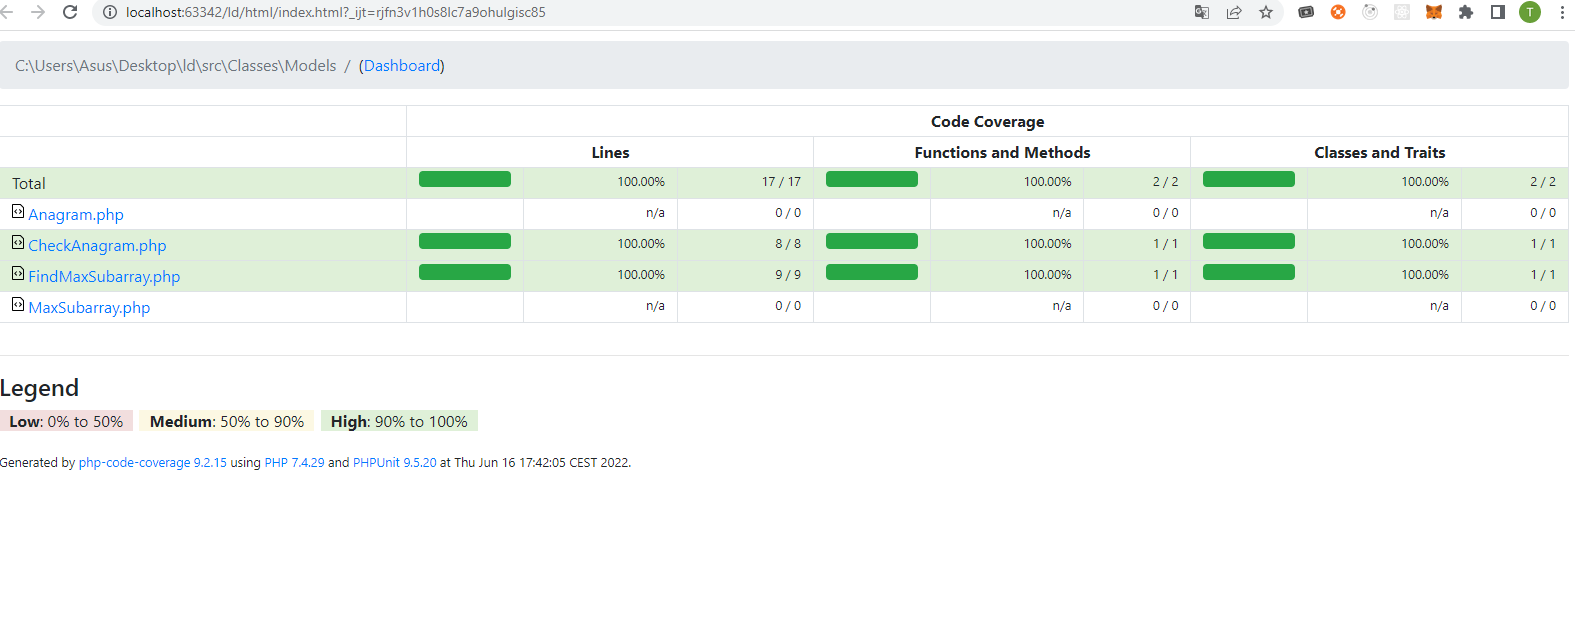 localhost:63342/ld/html/index.html?_ijt=rjfn3v1h0s8lc7a9ohulgisc85
T
C:\Users\Asus\Desktop\ld\src\Classes\Models / (Dashboard)
Code Coverage
Lines Functions and Methods Classes and Traits
Total 100.00% 17 / 17 100.00% 2 / 2 100.00% 2 / 2
Anagram.php n/a 0 / 0 n/a 0 / 0 n/a 0 / 0
CheckAnagram.php 100.00% 8 / 8 100.00% 1 / 1 100.00% 1 / 1
FindMaxSubarray.php 100.00% 9 / 9 100.00% 1 / 1 100.00% 1 / 1
MaxSubarray.php n/a 0 / 0 n/a 0 / 0 n/a 0 / 0
Legend
Low: 0% to 50% Medium: 50% to 90% High: 90% to 100%
Generated by php-code-coverage 9.2.15 using PHP 7.4.29 and PHPUnit 9.5.20 at Thu Jun 16 17:42:05 CEST 2022.